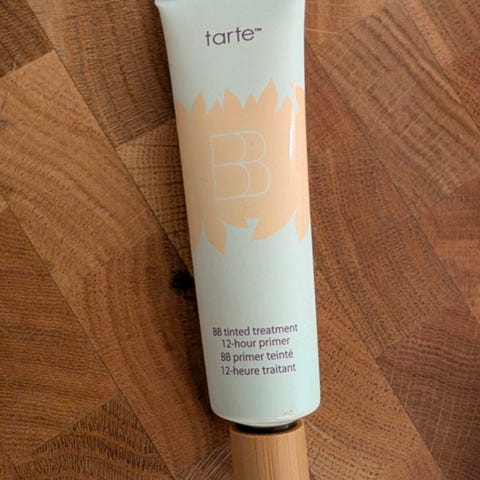 tarte™
BB
BB tinted treatment
12-hour primer
BB primer teinté
12-heure traitant